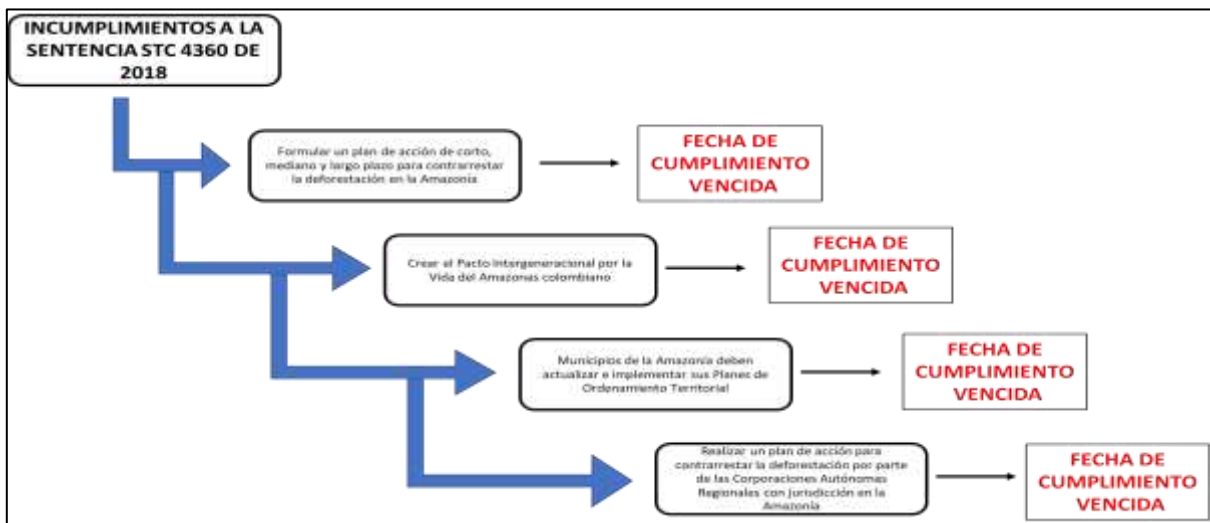 INCUMPLIMIENTOS A LA
SENTENCIA STC 4360 DE
2018
Formular un plan de acción de corto,
mediano y largo plazo para contrarrestar
la deforestación en la Amazonía
FECHA DE
CUMPLIMIENTO
VENCIDA
Crear el Pacto Intergeneracional por la
Vida del Amazonas colombiano
FECHA DE
CUMPLIMIENTO
VENCIDA
Municipios de la Amazonía deben
actualizar e implementar sus Planes de
Ordenamiento Territorial
FECHA DE
CUMPLIMIENTO
VENCIDA
Realizar un plan de acción para
contrarrestar la deforestación por parte
de las Corporaciones Autónomas
Regionales con jurisdicción en la
Amazonía
FECHA DE
CUMPLIMIENTO
VENCIDA